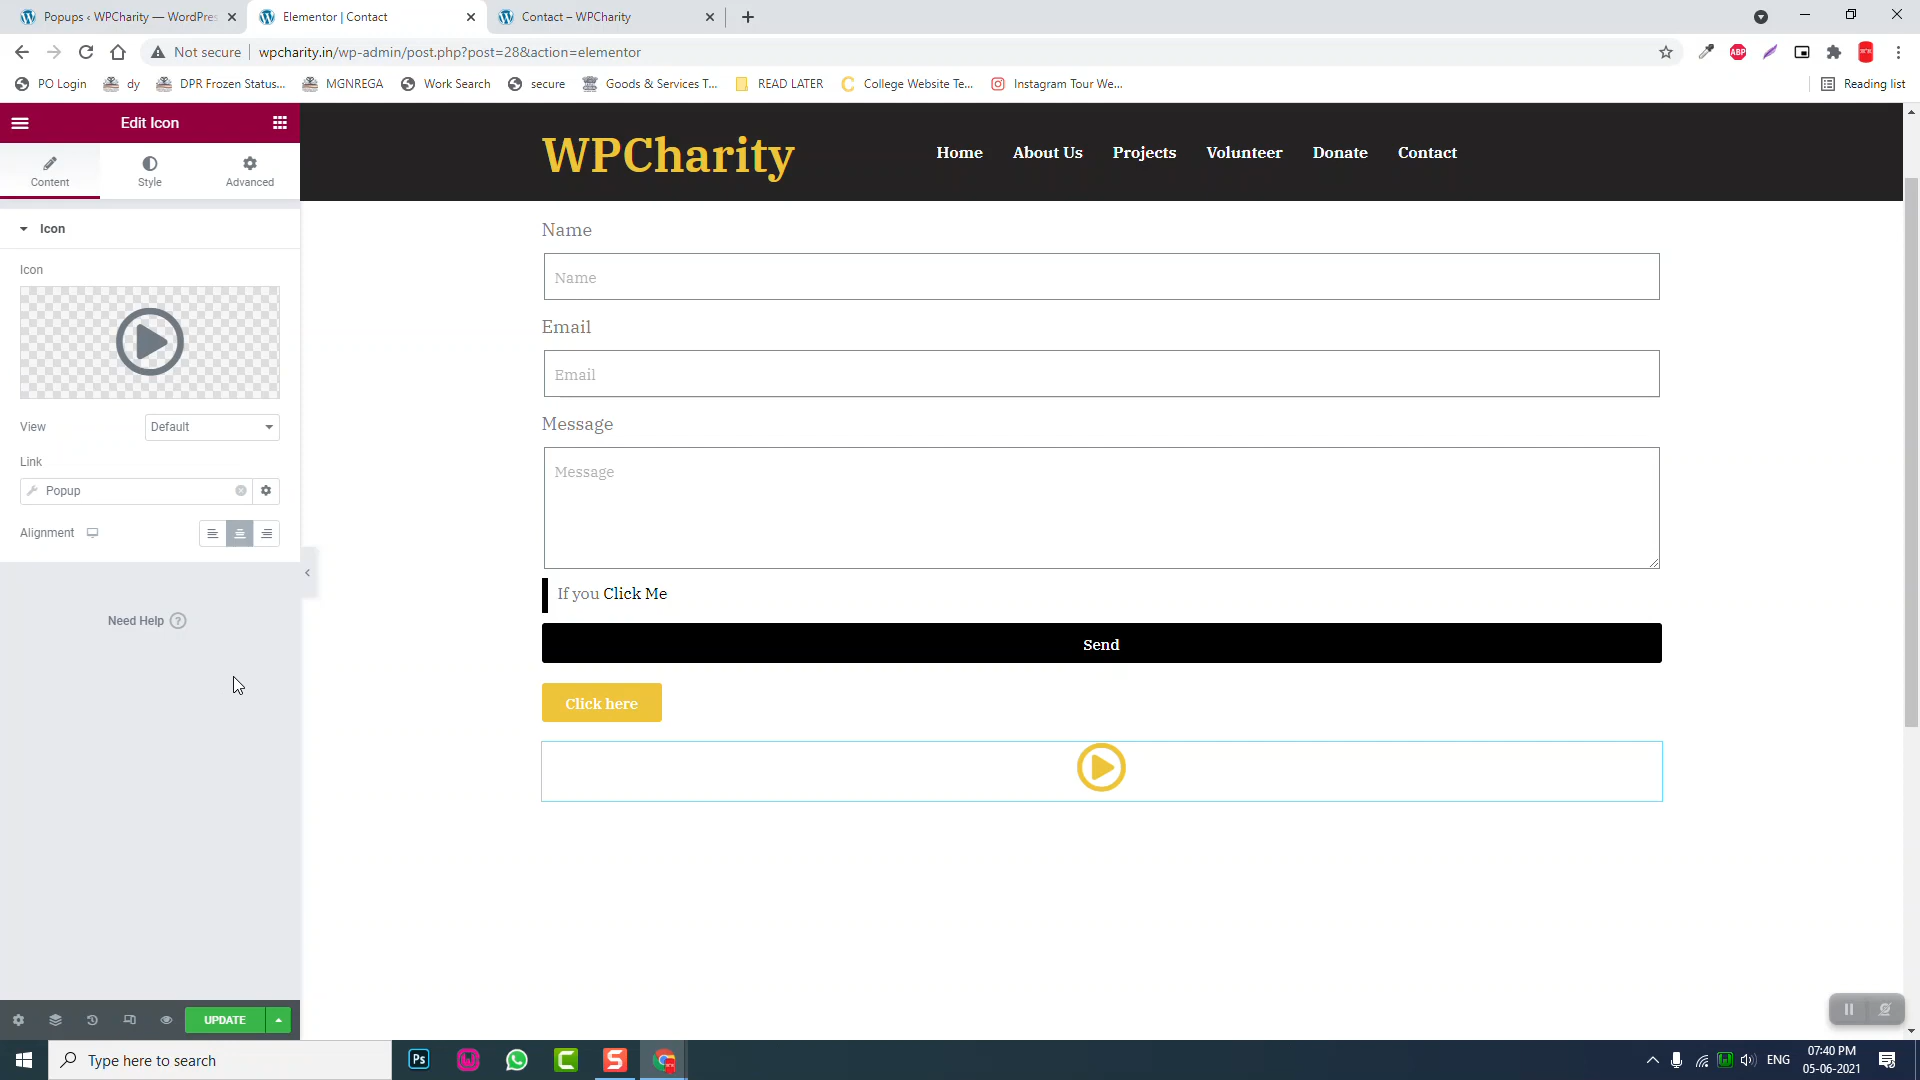 Popups ‹ WPCharity — WordPres
Elementor | Contact
Contact – WPCharity
Not secure
wpcharity.in/wp-admin/post.php?post=28&action=elementor
ABP
PO Login
dy
DPR Frozen Status...
MGNREGA
Work Search
secure
Goods & Services T...
READ LATER
College Website Te...
Instagram Tour We...
Reading list
Edit Icon
Content
Style
Advanced
Icon
Icon
View
Default
Link
Popup
Alignment
Need Help ?
UPDATE
WPCharity
Home
About Us
Projects
Volunteer
Donate
Contact
Name
Name
Email
Email
Message
Message
If you Click Me
Send
Click here
Type here to search
Ps
ENG
07:40 PM
05-06-2021